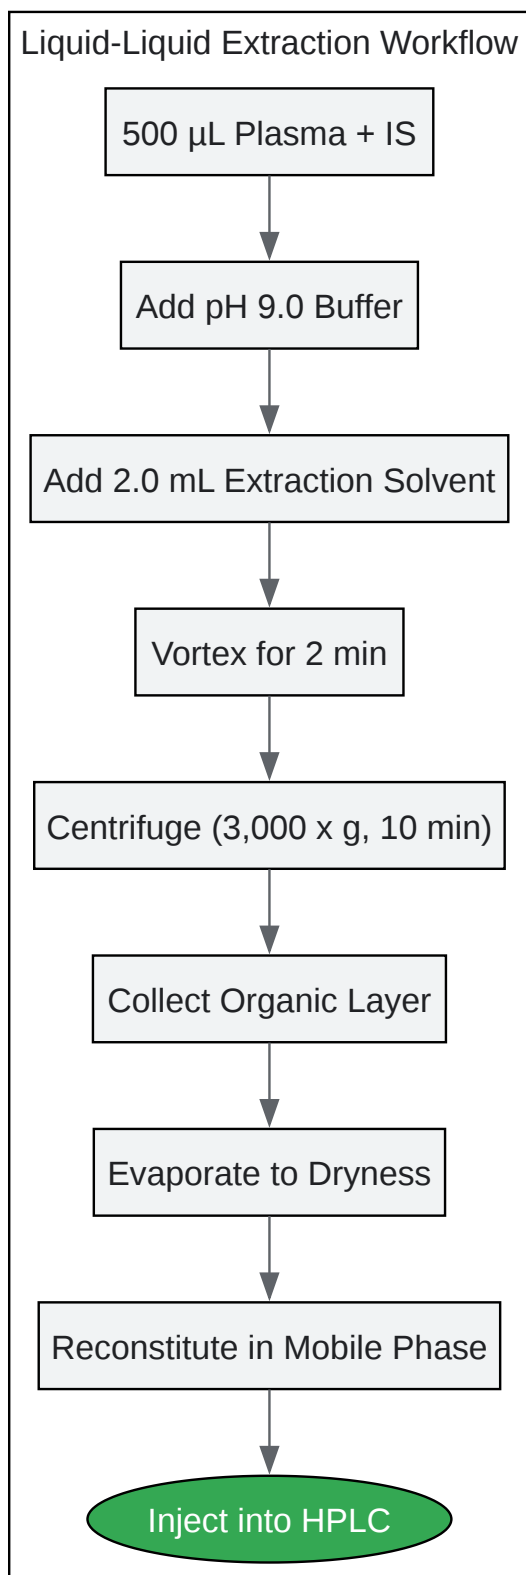 Liquid-Liquid Extraction Workflow
500 µL Plasma + IS
Add pH 9.0 Buffer
Add 2.0 mL Extraction Solvent
Vortex for 2 min
Centrifuge (3,000 x g, 10 min)
Collect Organic Layer
Evaporate to Dryness
Reconstitute in Mobile Phase
Inject into HPLC